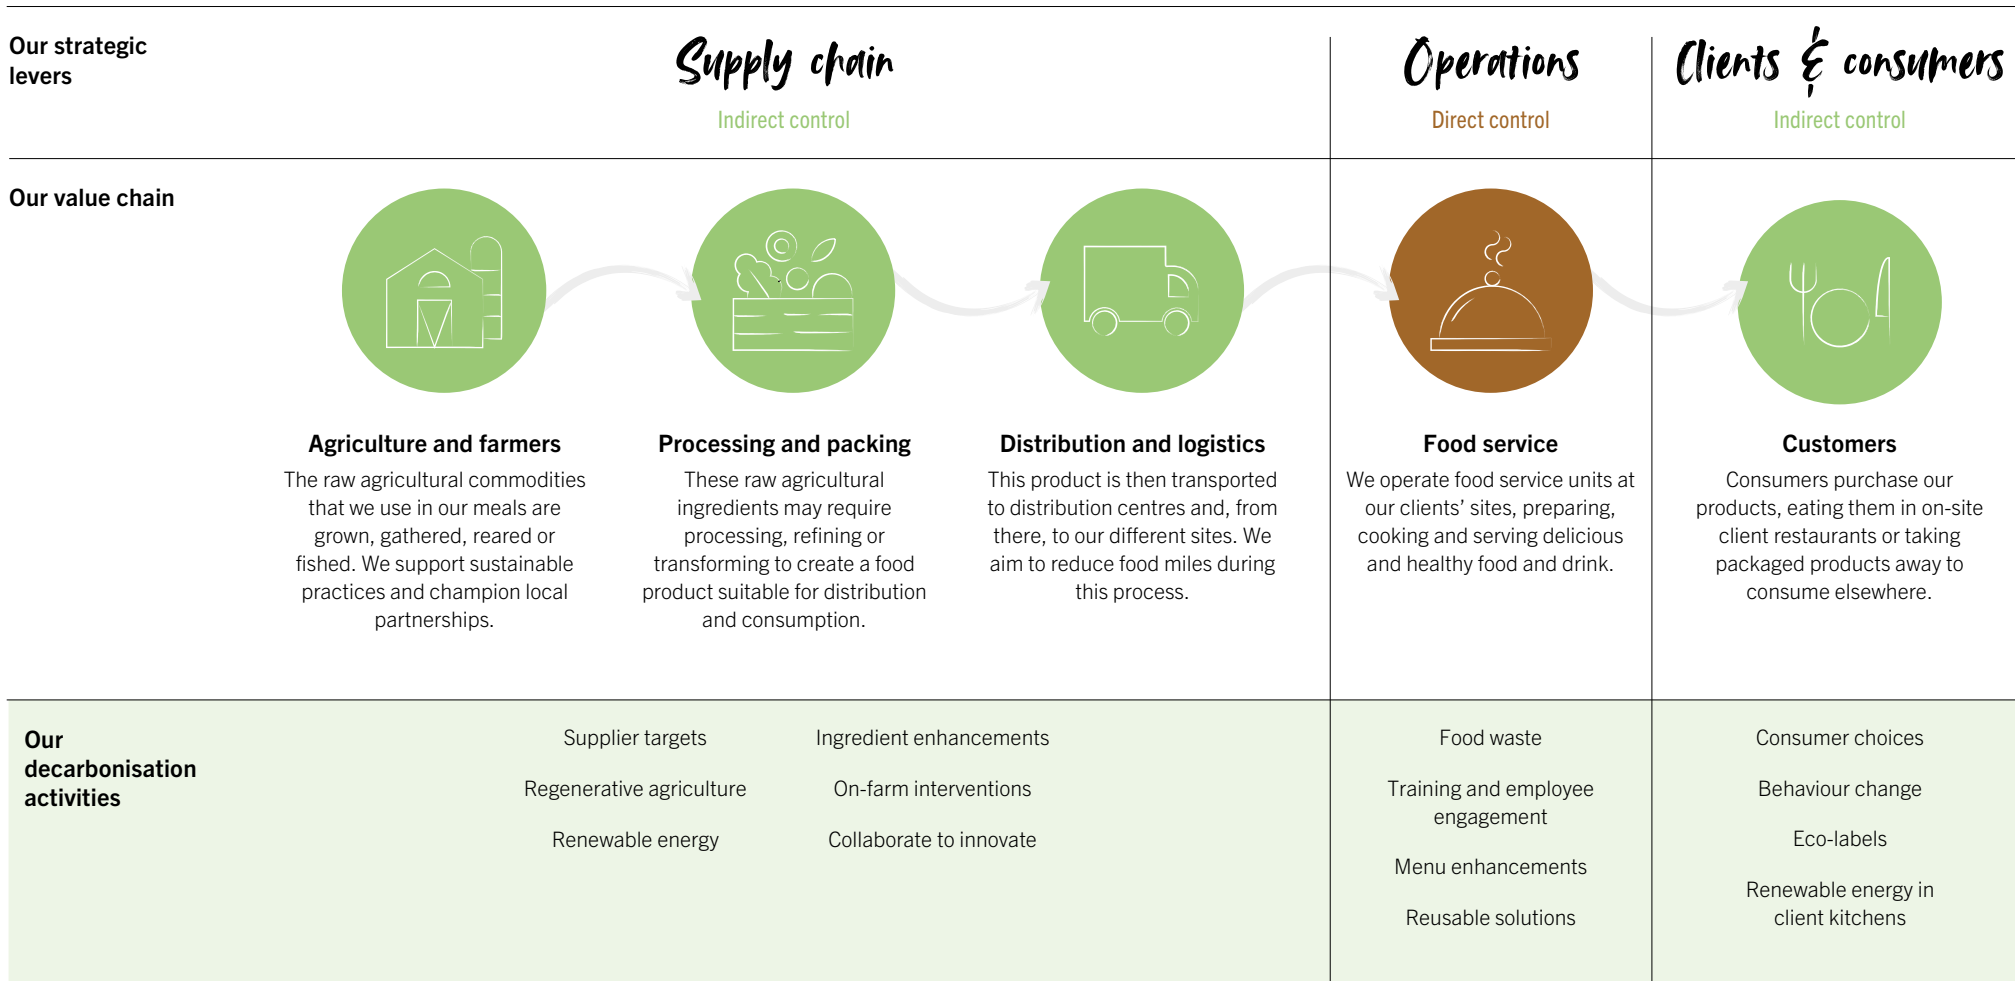 Our strategic
levers
Supply chain
Indirect control
Operations
Direct control
Clients & consumers
Indirect control
Our value chain
Agriculture and farmers
The raw agricultural commodities
that we use in our meals are
grown, gathered, reared or
fished. We support sustainable
practices and champion local
partnerships.
Processing and packing
These raw agricultural
ingredients may require
processing, refining or
transforming to create a food
product suitable for distribution
and consumption.
Distribution and logistics
This product is then transported
to distribution centres and, from
there, to our different sites. We
aim to reduce food miles during
this process.
Food service
We operate food service units at
our clients’ sites, preparing,
cooking and serving delicious
and healthy food and drink.
Customers
Consumers purchase our
products, eating them in on-site
client restaurants or taking
packaged products away to
consume elsewhere.
Our
decarbonisation
activities
Supplier targets
Regenerative agriculture
Renewable energy
Ingredient enhancements
On-farm interventions
Collaborate to innovate
Food waste
Training and employee
engagement
Menu enhancements
Reusable solutions
Consumer choices
Behaviour change
Eco-labels
Renewable energy in
client kitchens